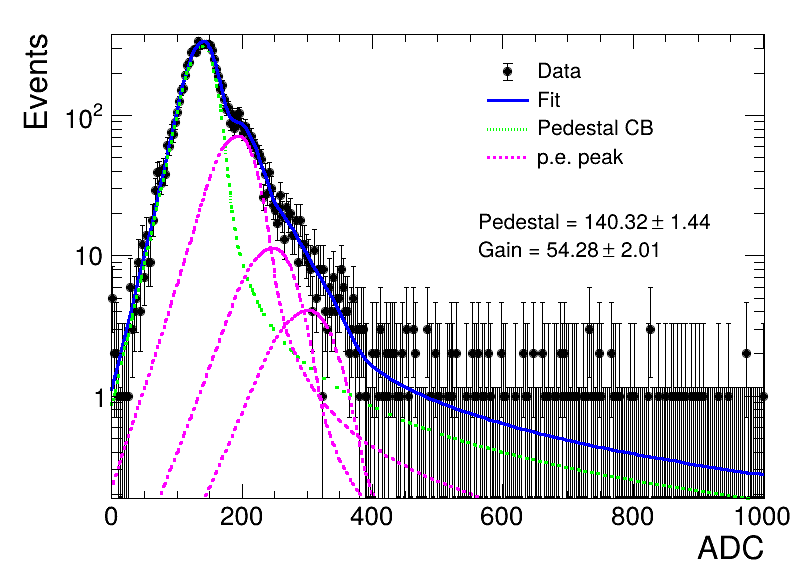 Events
Data
Fit
Pedestal CB
p.e. peak
Pedestal = 140.32 ± 1.44
Gain = 54.28 ± 2.01
10²
10
1
0 200 400 600 800 1000
ADC